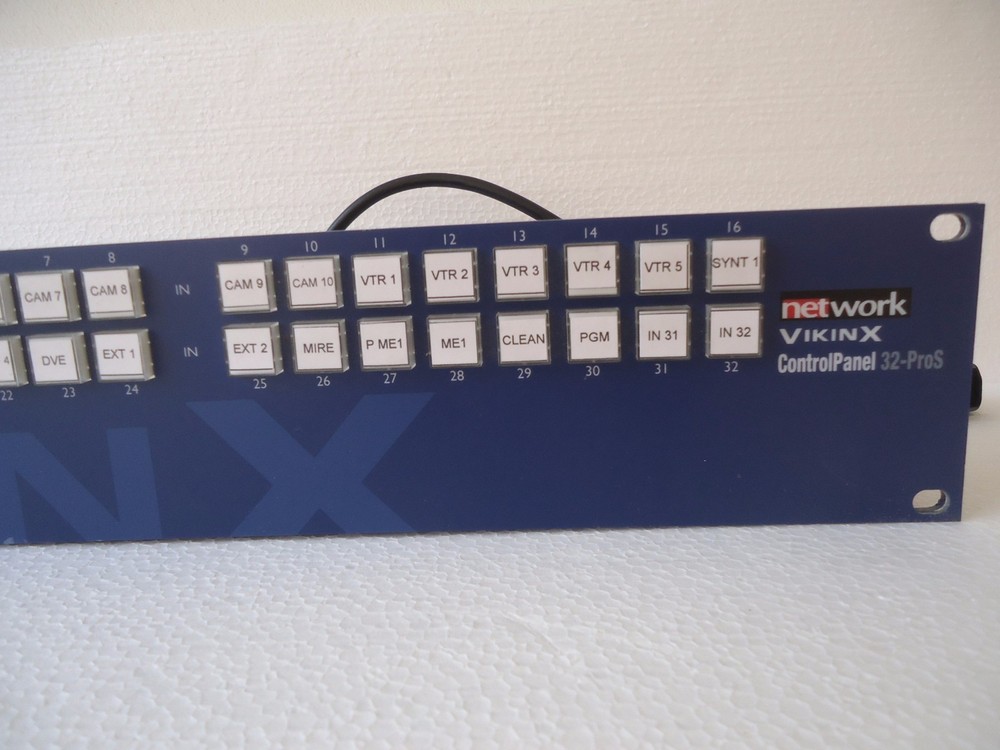 7 8 9 10 11 12 13 14 15 16
CAM 7 CAM 8 IN CAM 9 CAM 10 VTR 1 VTR 2 VTR 3 VTR 4 VTR 5 SYNT 1
4 DVE EXT 1 IN EXT 2 MIRE P ME1 ME1 CLEAN PGM IN 31 IN 32
22 23 24 25 26 27 28 29 30 31 32
network
VIKINX
ControlPanel 32-ProS
NX